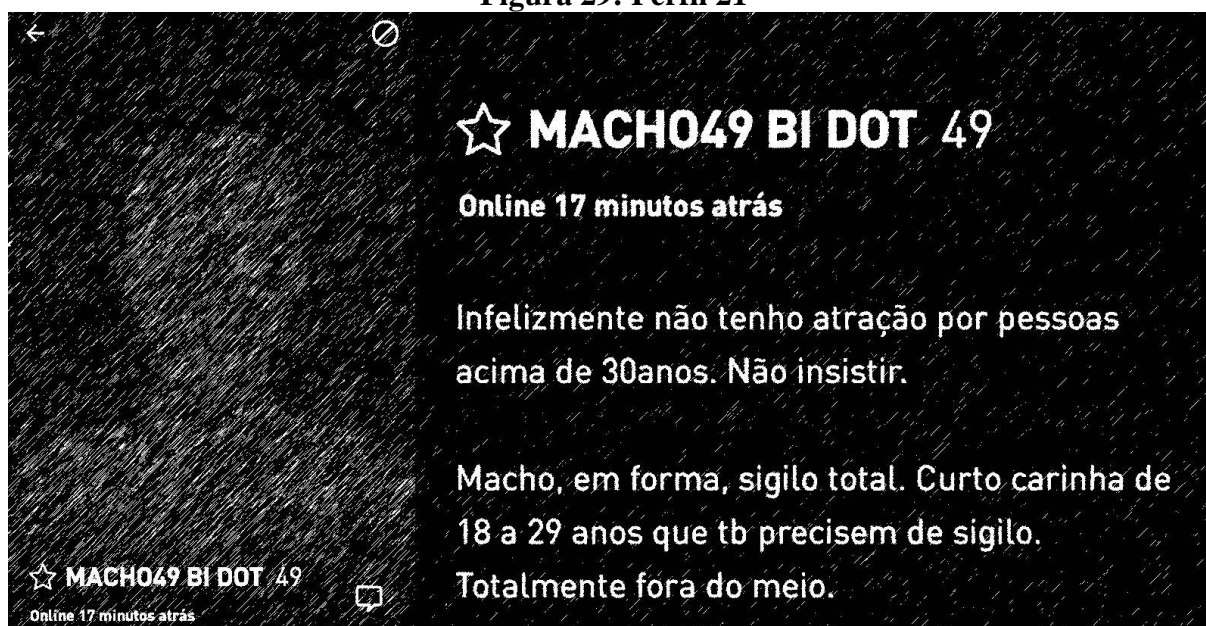 Figura 29: Perfil 21
MACHO49 BI DOT 49
Online 17 minutos atrás
MACHO49 BI DOT 49
Online 17 minutos atrás
Infelizmente não tenho atração por pessoas
acima de 30anos. Não insistir.
Macho, em forma, sigilo total. Curto carinha de
18 a 29 anos que tb precisem de sigilo.
Totalmente fora do meio.